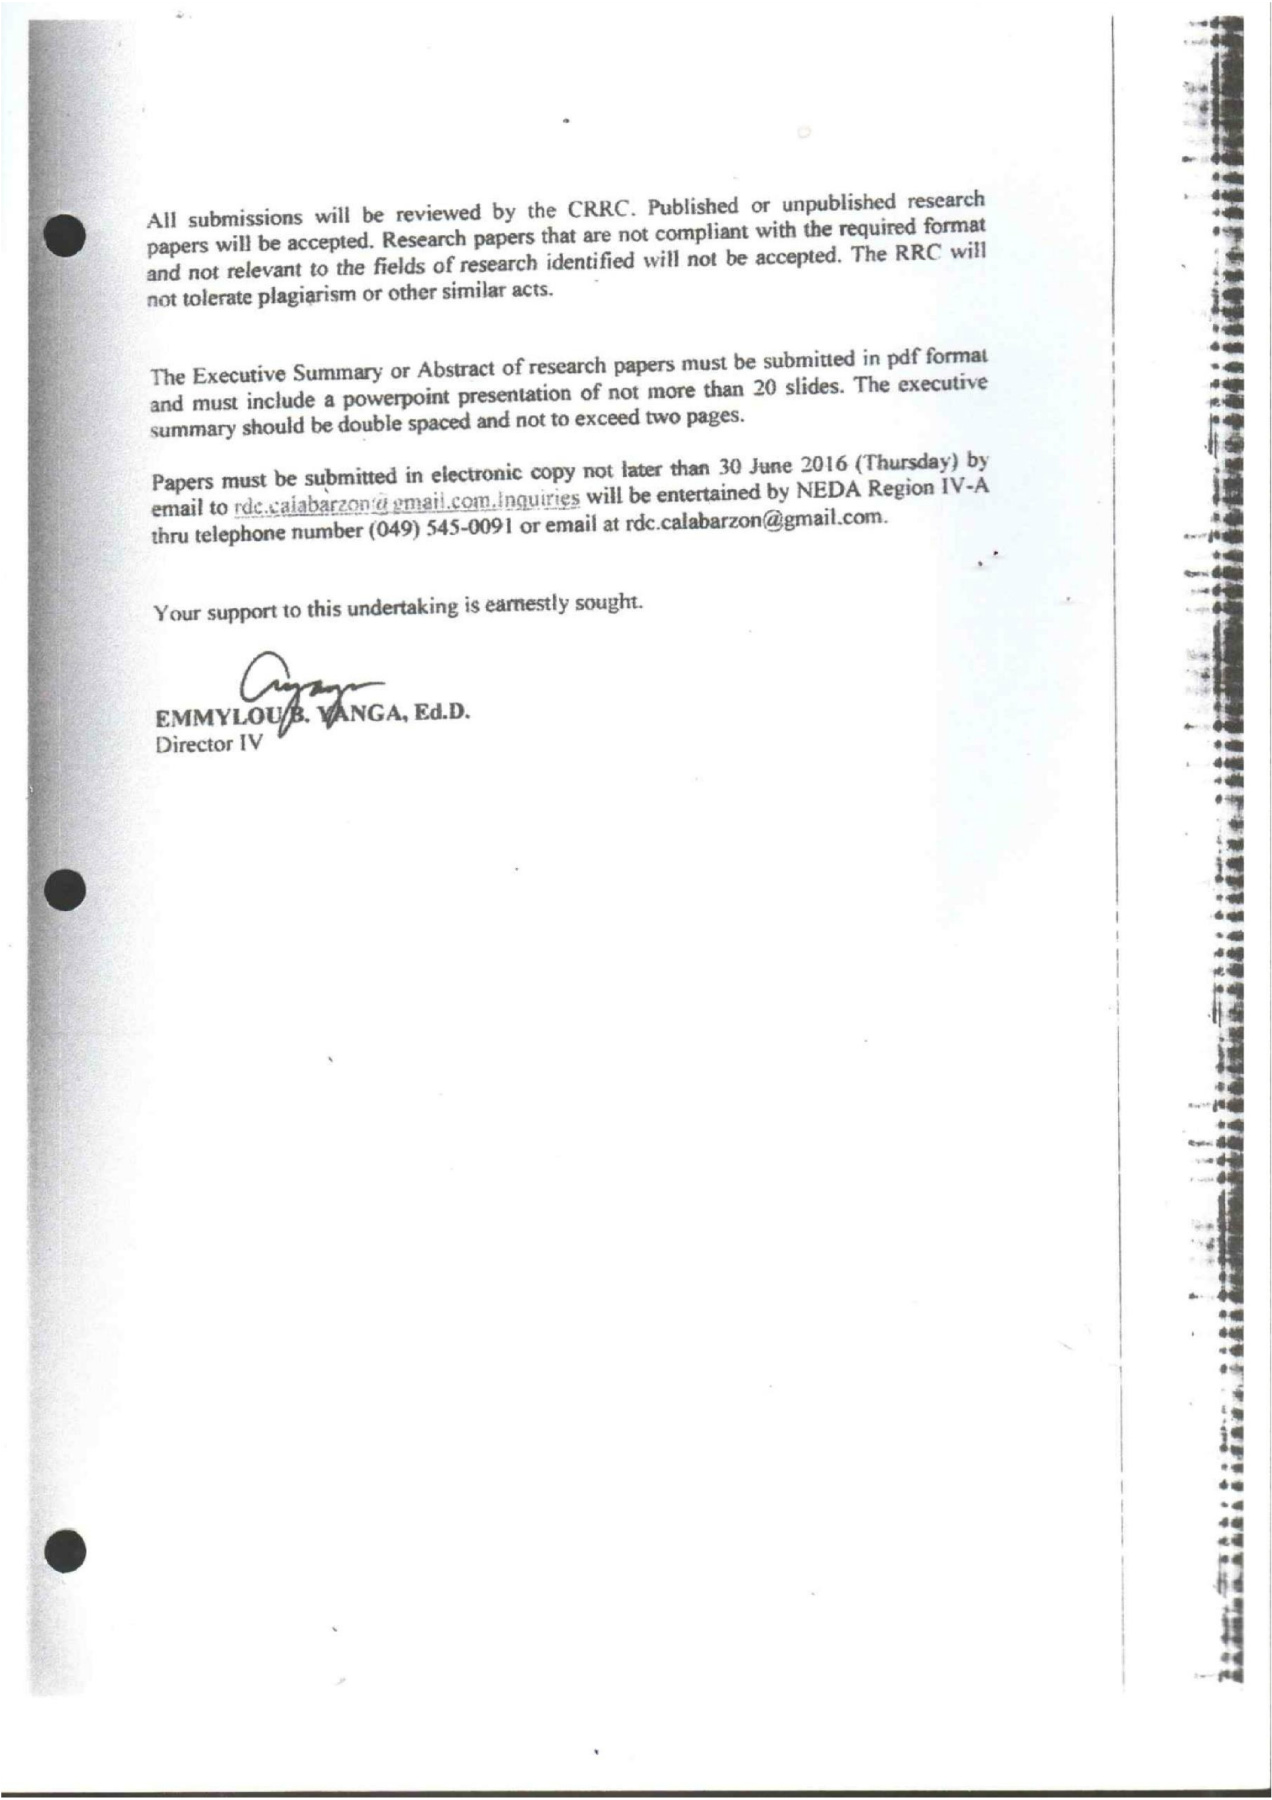 All submissions will be reviewed by the CRRC. Published or unpublished research
papers will be accepted. Research papers that are not compliant with the required format
and not relevant to the fields of research identified will not be accepted. The RRC will
not tolerate plagiarism or other similar acts.
The Executive Summary or Abstract of research papers must be submitted in pdf format
and must include a powerpoint presentation of not more than 20 slides. The executive
summary should be double spaced and not to exceed two pages.
Papers must be submitted in electronic copy not later than 30 June 2016 (Thursday) by
email to rdc.calabarzon@gmail.com.Inquiries will be entertained by NEDA Region IV-A
thru telephone number (049) 545-0091 or email at rdc.calabarzon@gmail.com.
Your support to this undertaking is earnestly sought.
EMMYLOU B. YANGA, Ed.D.
Director IV